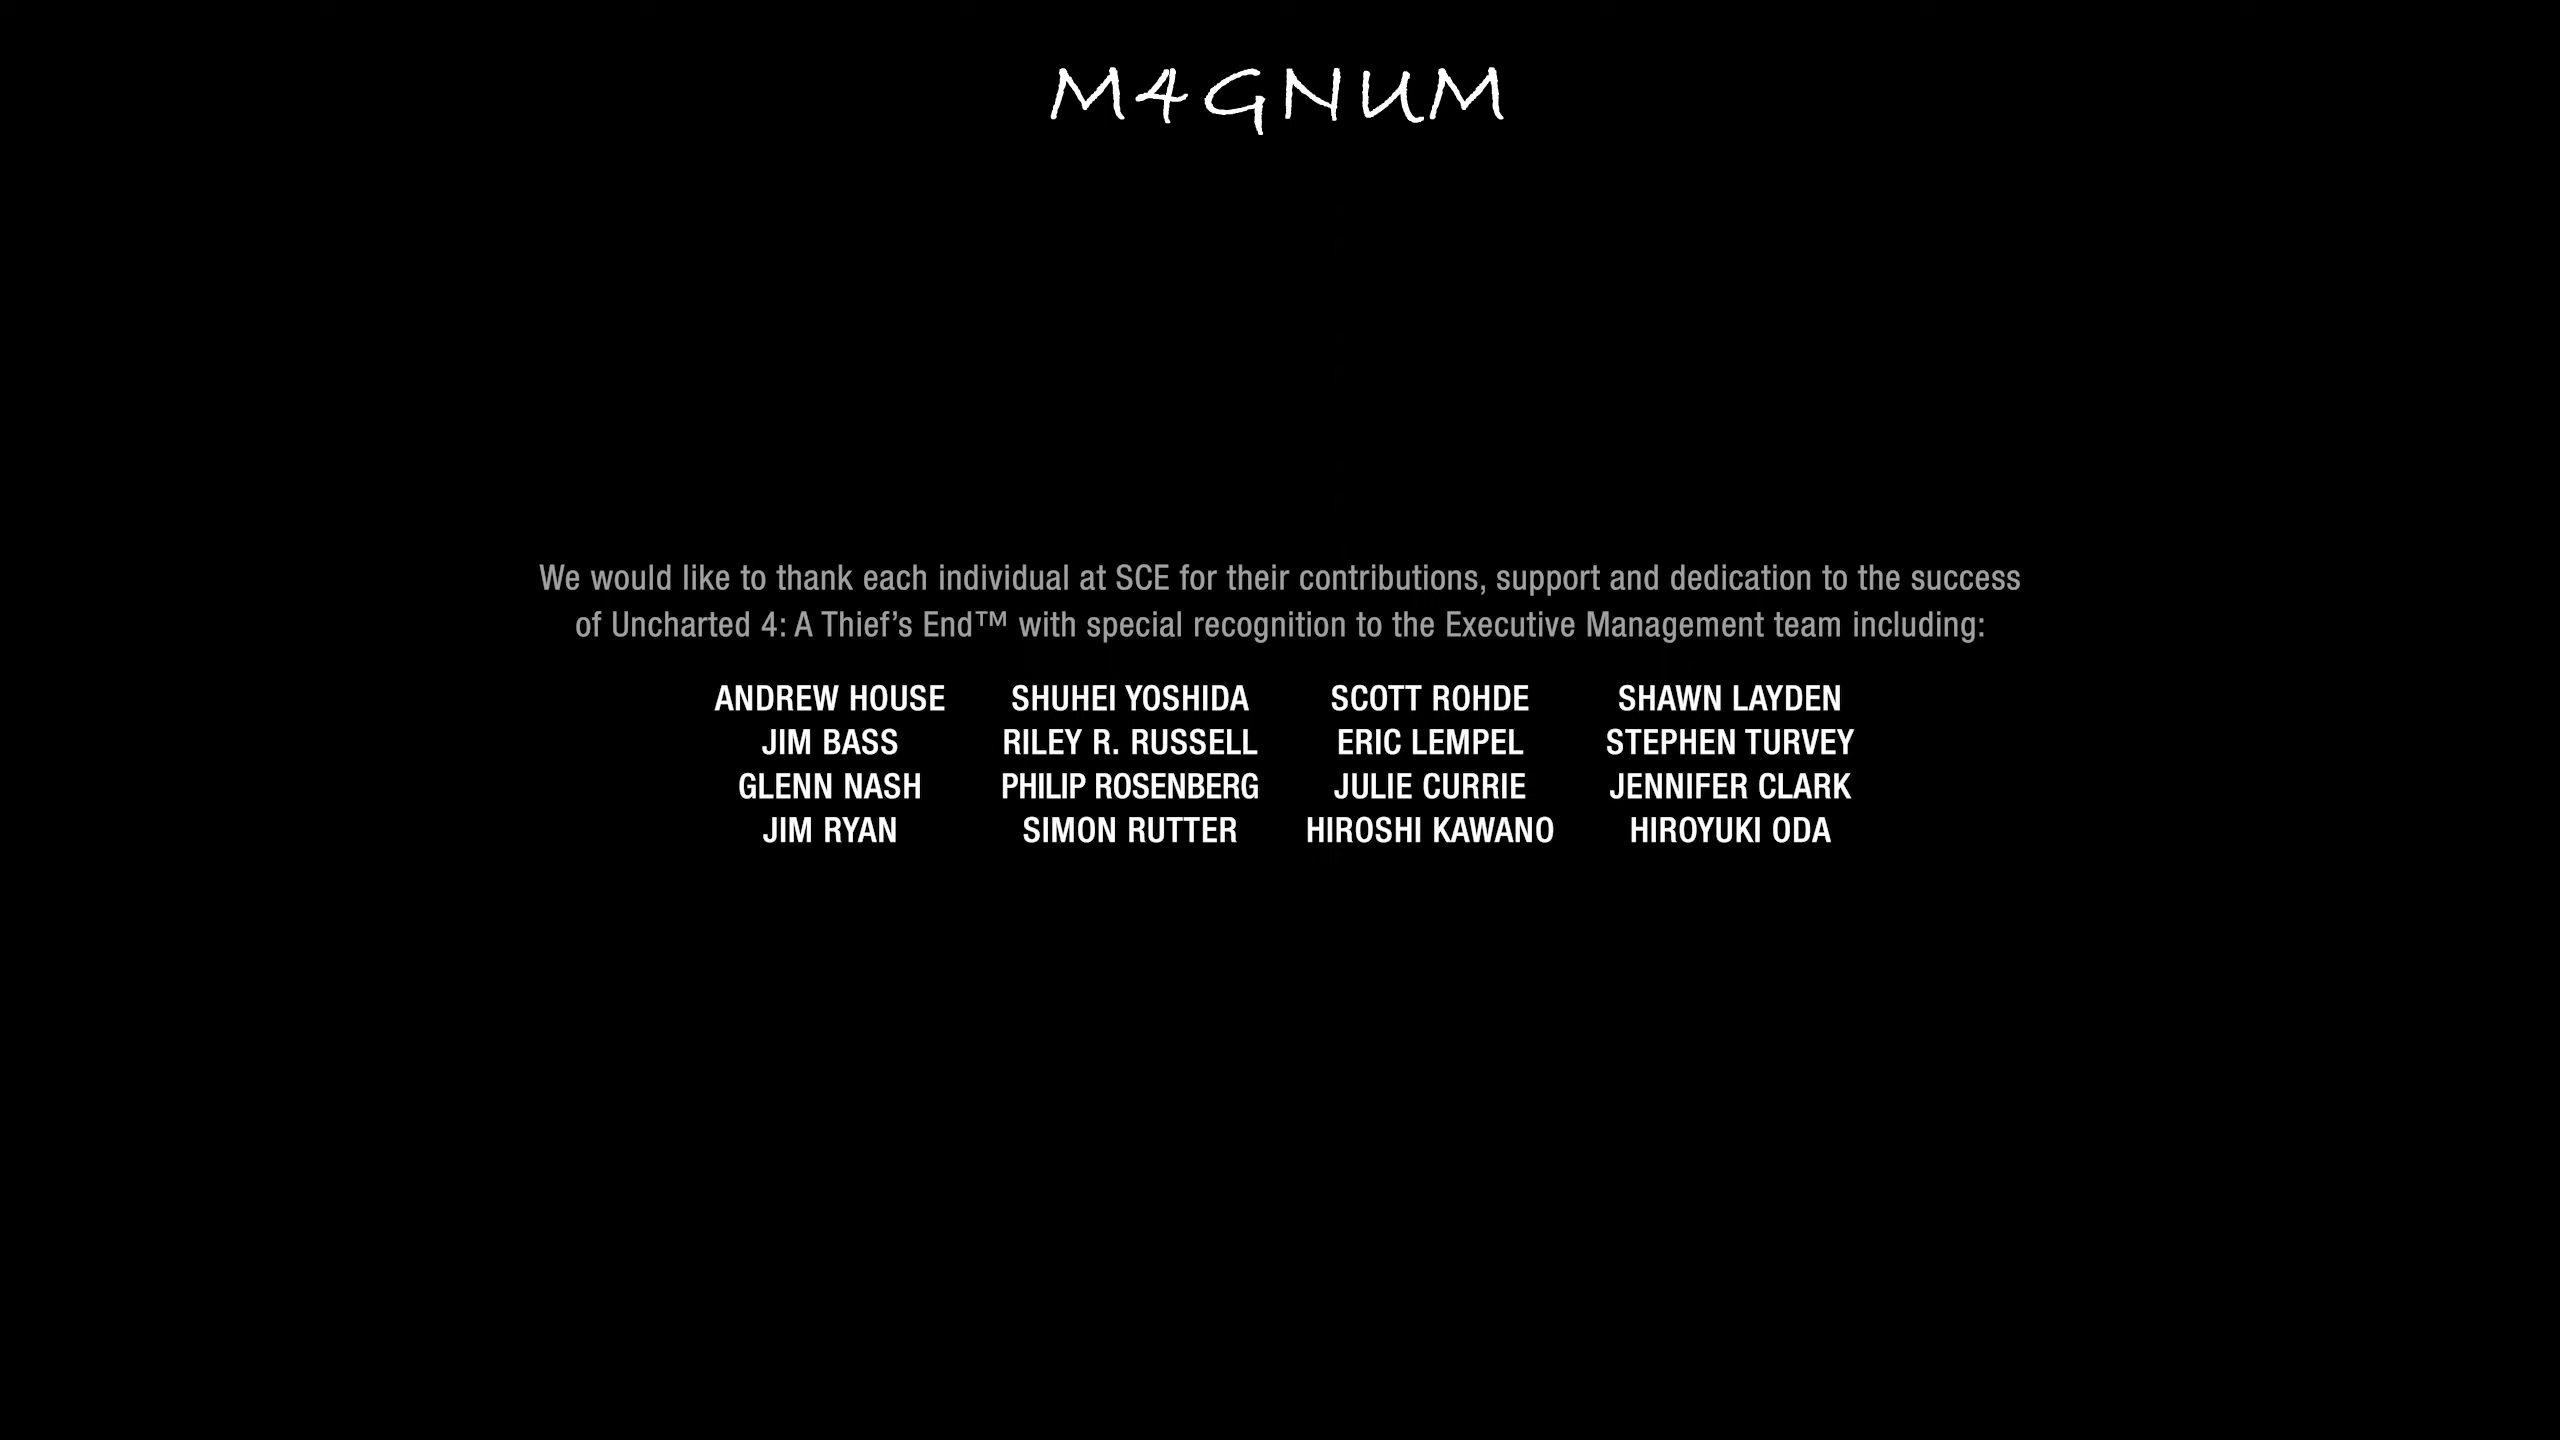 M4GNUM
We would like to thank each individual at SCE for their contributions, support and dedication to the success
of Uncharted 4: A Thief’s End™ with special recognition to the Executive Management team including:
ANDREW HOUSE SHUHEI YOSHIDA SCOTT ROHDE SHAWN LAYDEN
JIM BASS RILEY R. RUSSELL ERIC LEMPEL STEPHEN TURVEY
GLENN NASH PHILIP ROSENBERG JULIE CURRIE JENNIFER CLARK
JIM RYAN SIMON RUTTER HIROSHI KAWANO HIROYUKI ODA